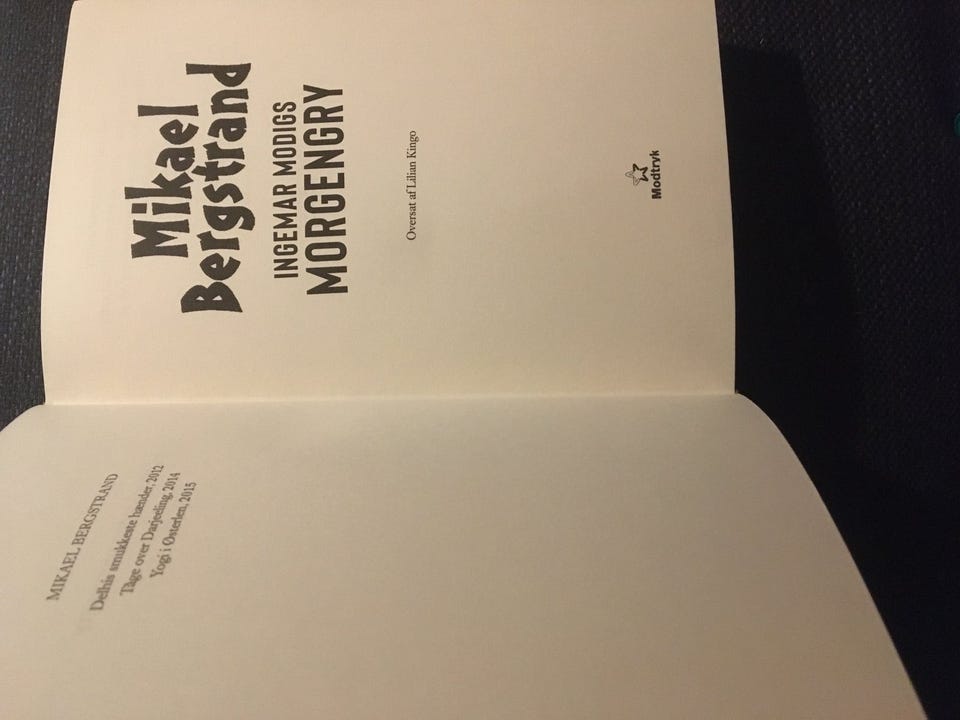 MIKAEL BERGSTRAND
Delhis smukkeste hænder, 2012
Tåge over Darjeeling, 2014
Yogi i Østerlen, 2015
Mikael
Bergstrand
INGEMAR MODIGS
MORGENGRY
Oversat af Lilian Kingo
Modtryk